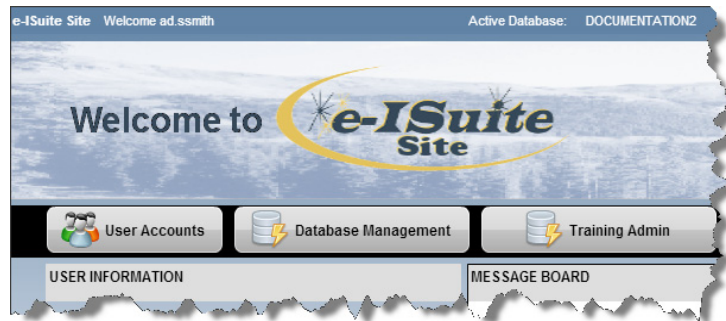 e-ISuite Site Welcome ad.ssmith Active Database: DOCUMENTATION2
Welcome to e-ISuite Site
User Accounts Database Management Training Admin
USER INFORMATION MESSAGE BOARD